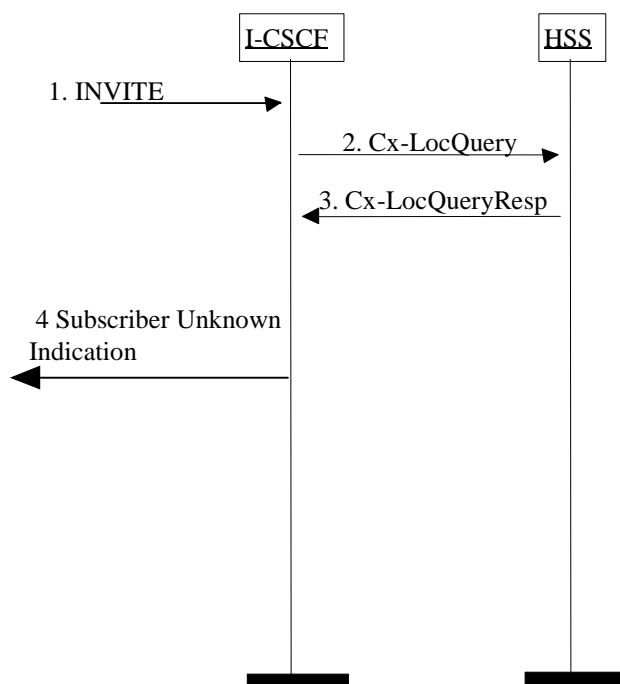 I-CSCF
HSS
1. INVITE
2. Cx-LocQuery
3. Cx-LocQueryResp
4 Subscriber Unknown
Indication